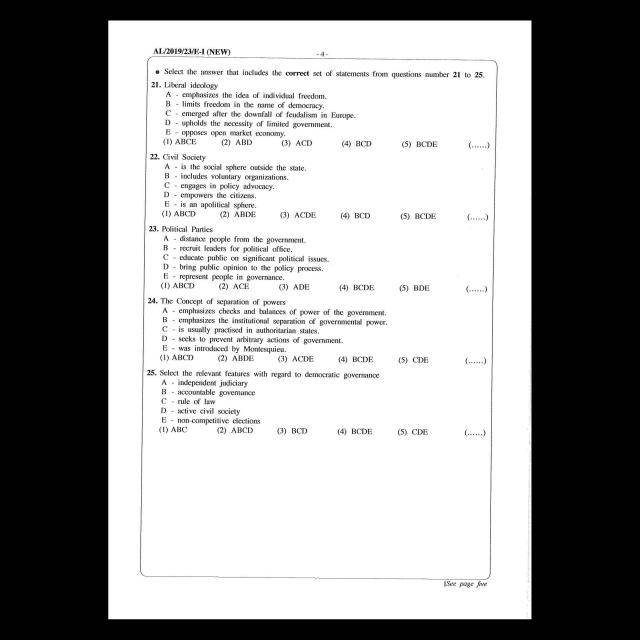 AL/2019/23/E-I (NEW)
- 4 -
● Select the answer that includes the correct set of statements from questions number 21 to 25.
21. Liberal ideology
A - emphasizes the idea of individual freedom.
B - limits freedom in the name of democracy.
C - emerged after the downfall of feudalism in Europe.
D - upholds the necessity of limited government.
E - opposes open market economy.
(1) ABCE (2) ABD (3) ACD (4) BCD (5) BCDE (......)
22. Civil Society
A - is the social sphere outside the state.
B - includes voluntary organizations.
C - engages in policy advocacy.
D - empowers the citizens.
E - is an apolitical sphere.
(1) ABCD (2) ABDE (3) ACDE (4) BCD (5) BCDE (......)
23. Political Parties
A - distance people from the government.
B - recruit leaders for political office.
C - educate public on significant political issues.
D - bring public opinion to the policy process.
E - represent people in governance.
(1) ABCD (2) ACE (3) ADE (4) BCDE (5) BDE (......)
24. The Concept of separation of powers
A - emphasizes checks and balances of power of the government.
B - emphasizes the institutional separation of governmental power.
C - is usually practised in authoritarian states.
D - seeks to prevent arbitrary actions of government.
E - was introduced by Montesquieu.
(1) ABCD (2) ABDE (3) ACDE (4) BCDE (5) CDE (......)
25. Select the relevant features with regard to democratic governance
A - independent judiciary
B - accountable governance
C - rule of law
D - active civil society
E - non-competitive elections
(1) ABC (2) ABCD (3) BCD (4) BCDE (5) CDE (......)
[See page five